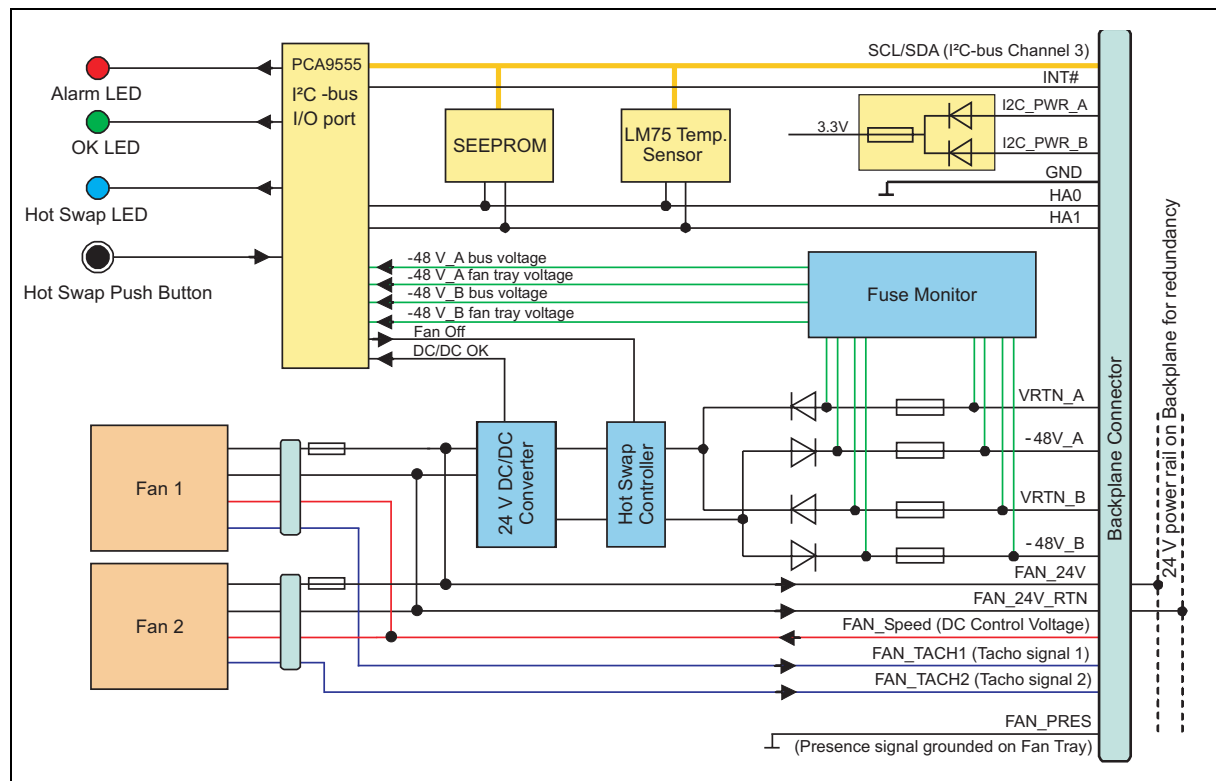 PCA9555
I²C -bus
I/O port
Alarm LED
OK LED
Hot Swap LED
Hot Swap Push Button
SCL/SDA (I²C-bus Channel 3)
INT#
SEEPROM
LM75 Temp.
Sensor
3.3V
I2C_PWR_A
I2C_PWR_B
GND
HA0
HA1
-48 V_A bus voltage
-48 V_A fan tray voltage
-48 V_B bus voltage
-48 V_B fan tray voltage
Fan Off
DC/DC OK
Fuse Monitor
VRTN_A
-48V_A
VRTN_B
-48V_B
Fan 1
Fan 2
24 V DC/DC
Converter
Hot Swap
Controller
FAN_24V
FAN_24V_RTN
FAN_Speed (DC Control Voltage)
FAN_TACH1 (Tacho signal 1)
FAN_TACH2 (Tacho signal 2)
FAN_PRES
(Presence signal grounded on Fan Tray)
Backplane Connector
24 V power rail on Backplane for redundancy